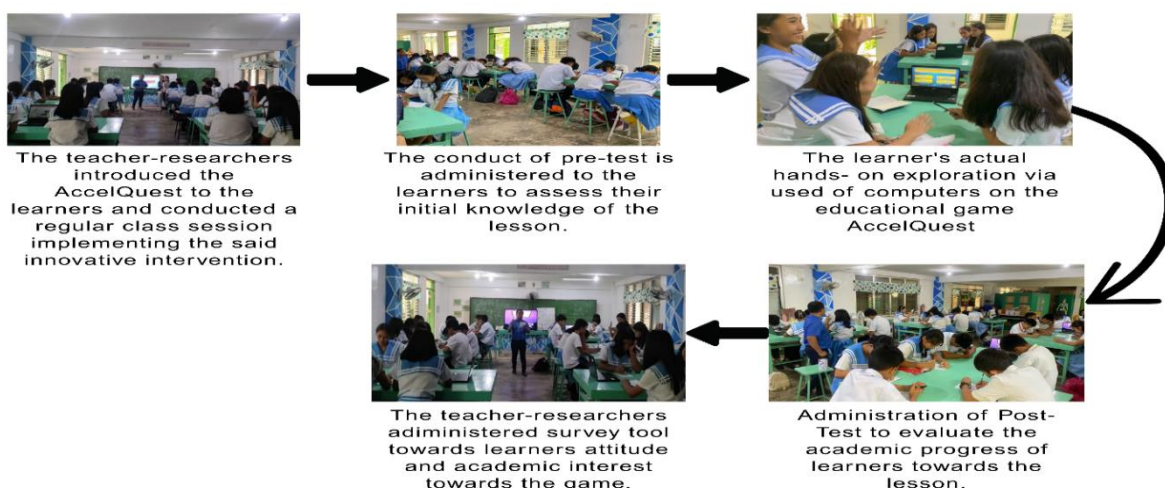 The teacher-researchers
introduced the
AccelQuest to the
learners and conducted a
regular class session
implementing the said
innovative intervention.
The conduct of pre-test is
administered to the
learners to assess their
initial knowledge of the
lesson.
The learner's actual
hands- on exploration via
used of computers on the
educational game
AccelQuest
Administration of Post-
Test to evaluate the
academic progress of
learners towards the
lesson.
The teacher-researchers
adiministered survey tool
towards learners attitude
and academic interest
towards the game.